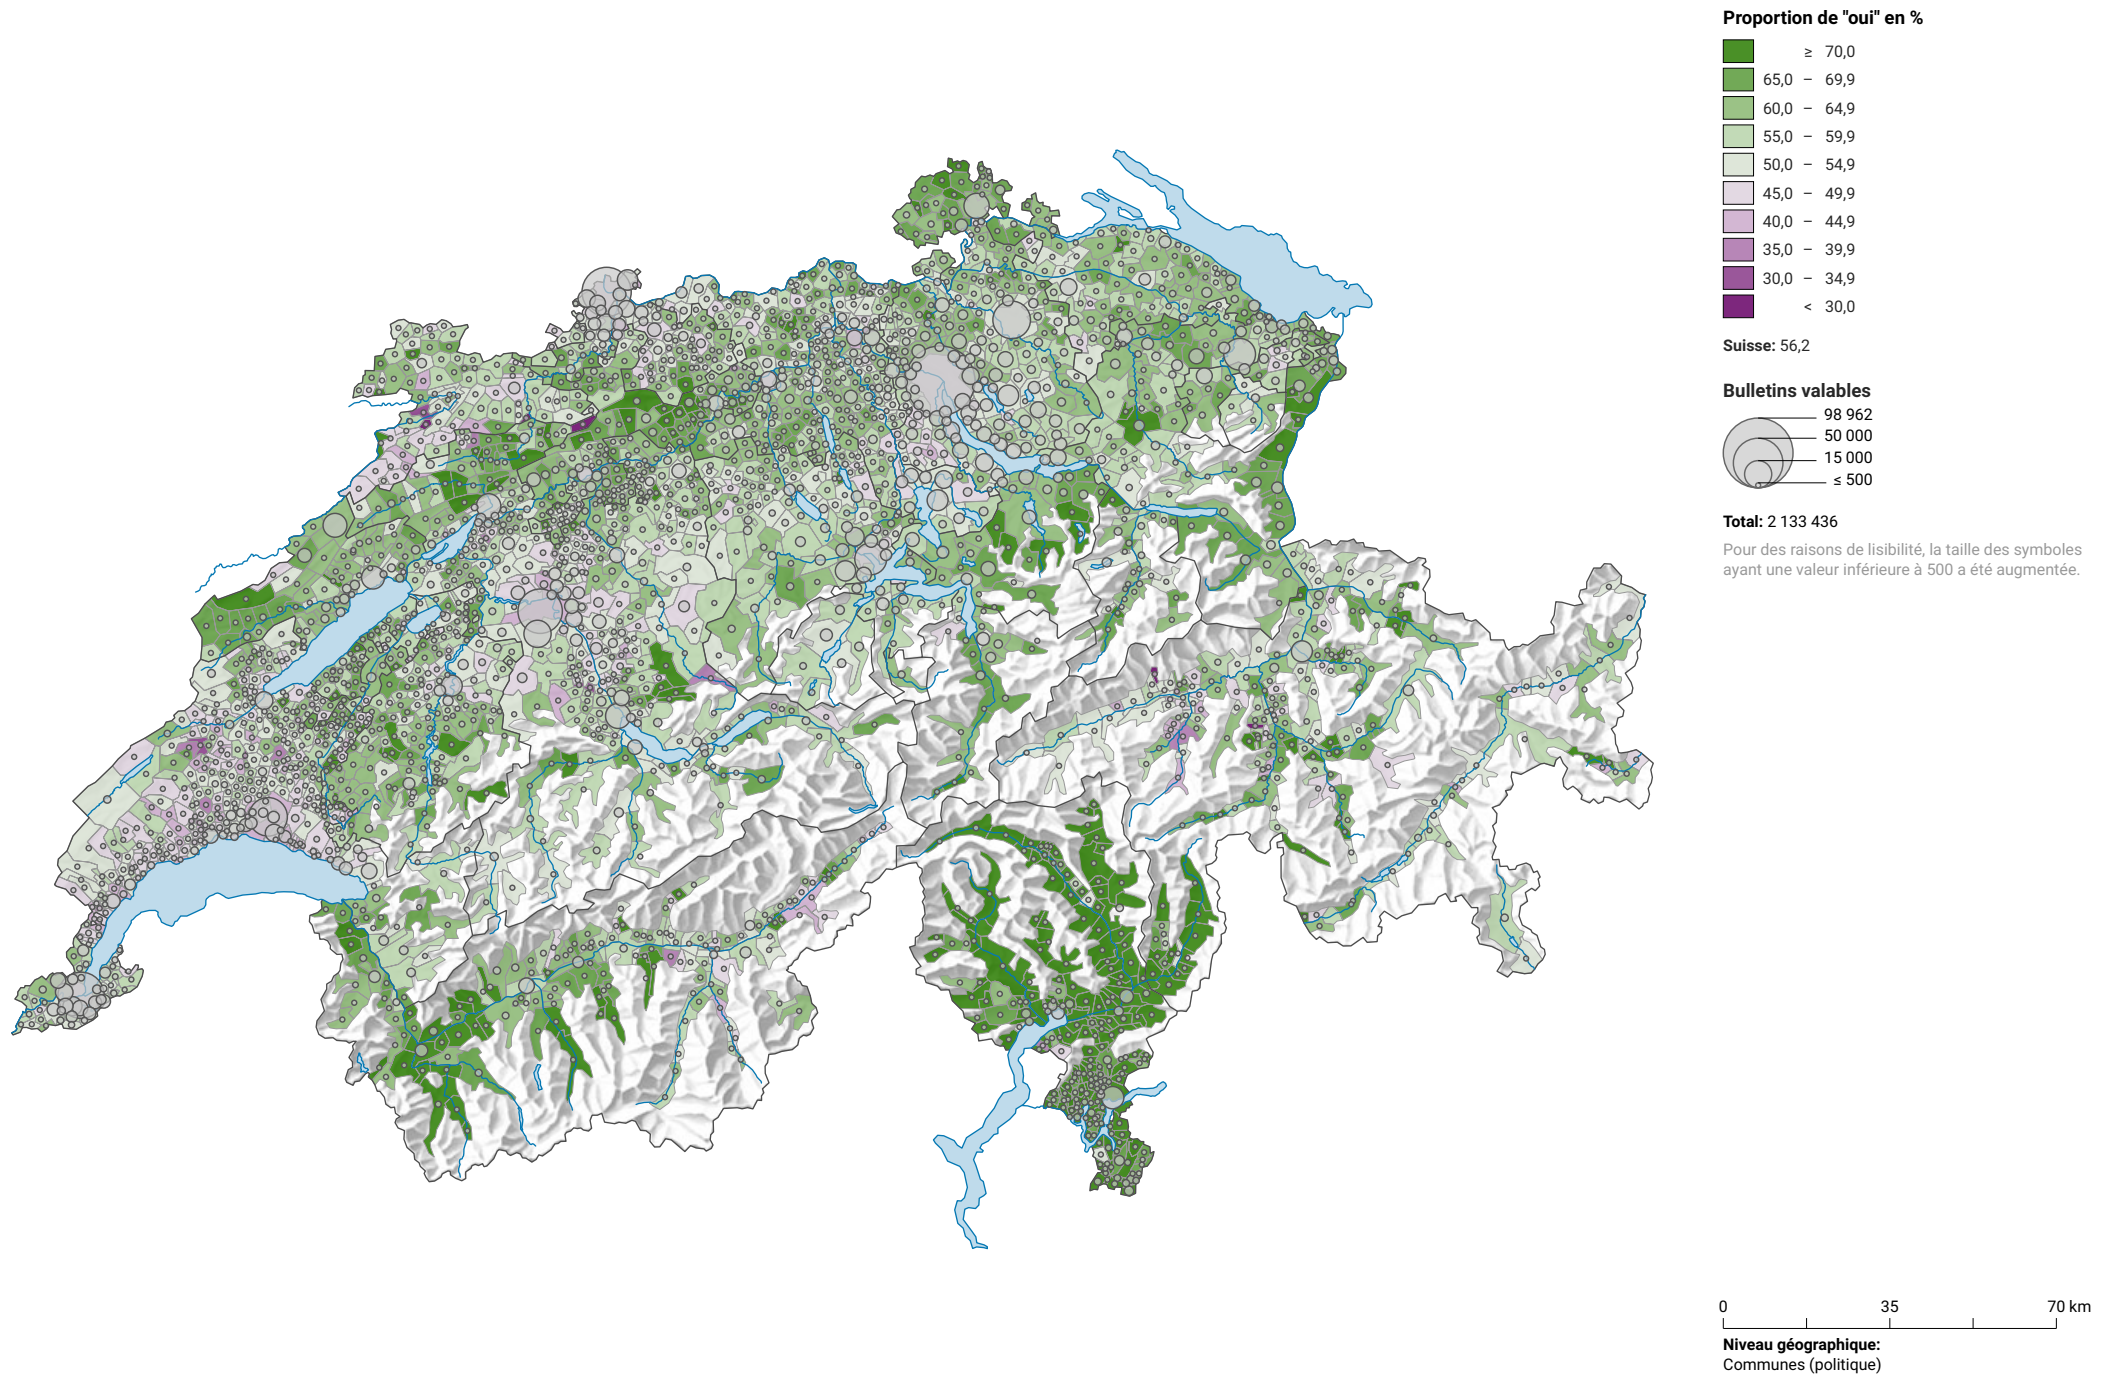 Proportion de "oui" en %
≥ 70,0
65,0 – 69,9
60,0 – 64,9
55,0 – 59,9
50,0 – 54,9
45,0 – 49,9
40,0 – 44,9
35,0 – 39,9
30,0 – 34,9
< 30,0
Suisse: 56,2
Bulletins valables
98 962
50 000
15 000
≤ 500
Total: 2 133 436
Pour des raisons de lisibilité, la taille des symboles
ayant une valeur inférieure à 500 a été augmentée.
0 35 70 km
Niveau géographique:
Communes (politique)